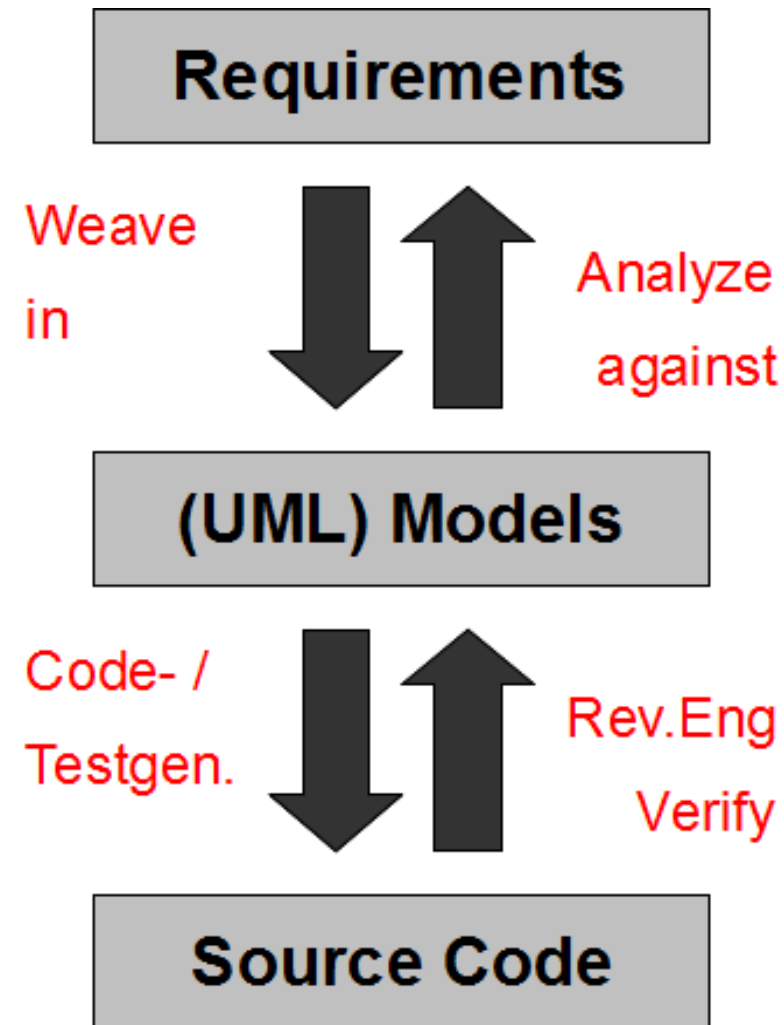 Requirements
Weave
in
Analyze
against
(UML) Models
Code- /
Testgen.
Rev.Eng
Verify
Source Code